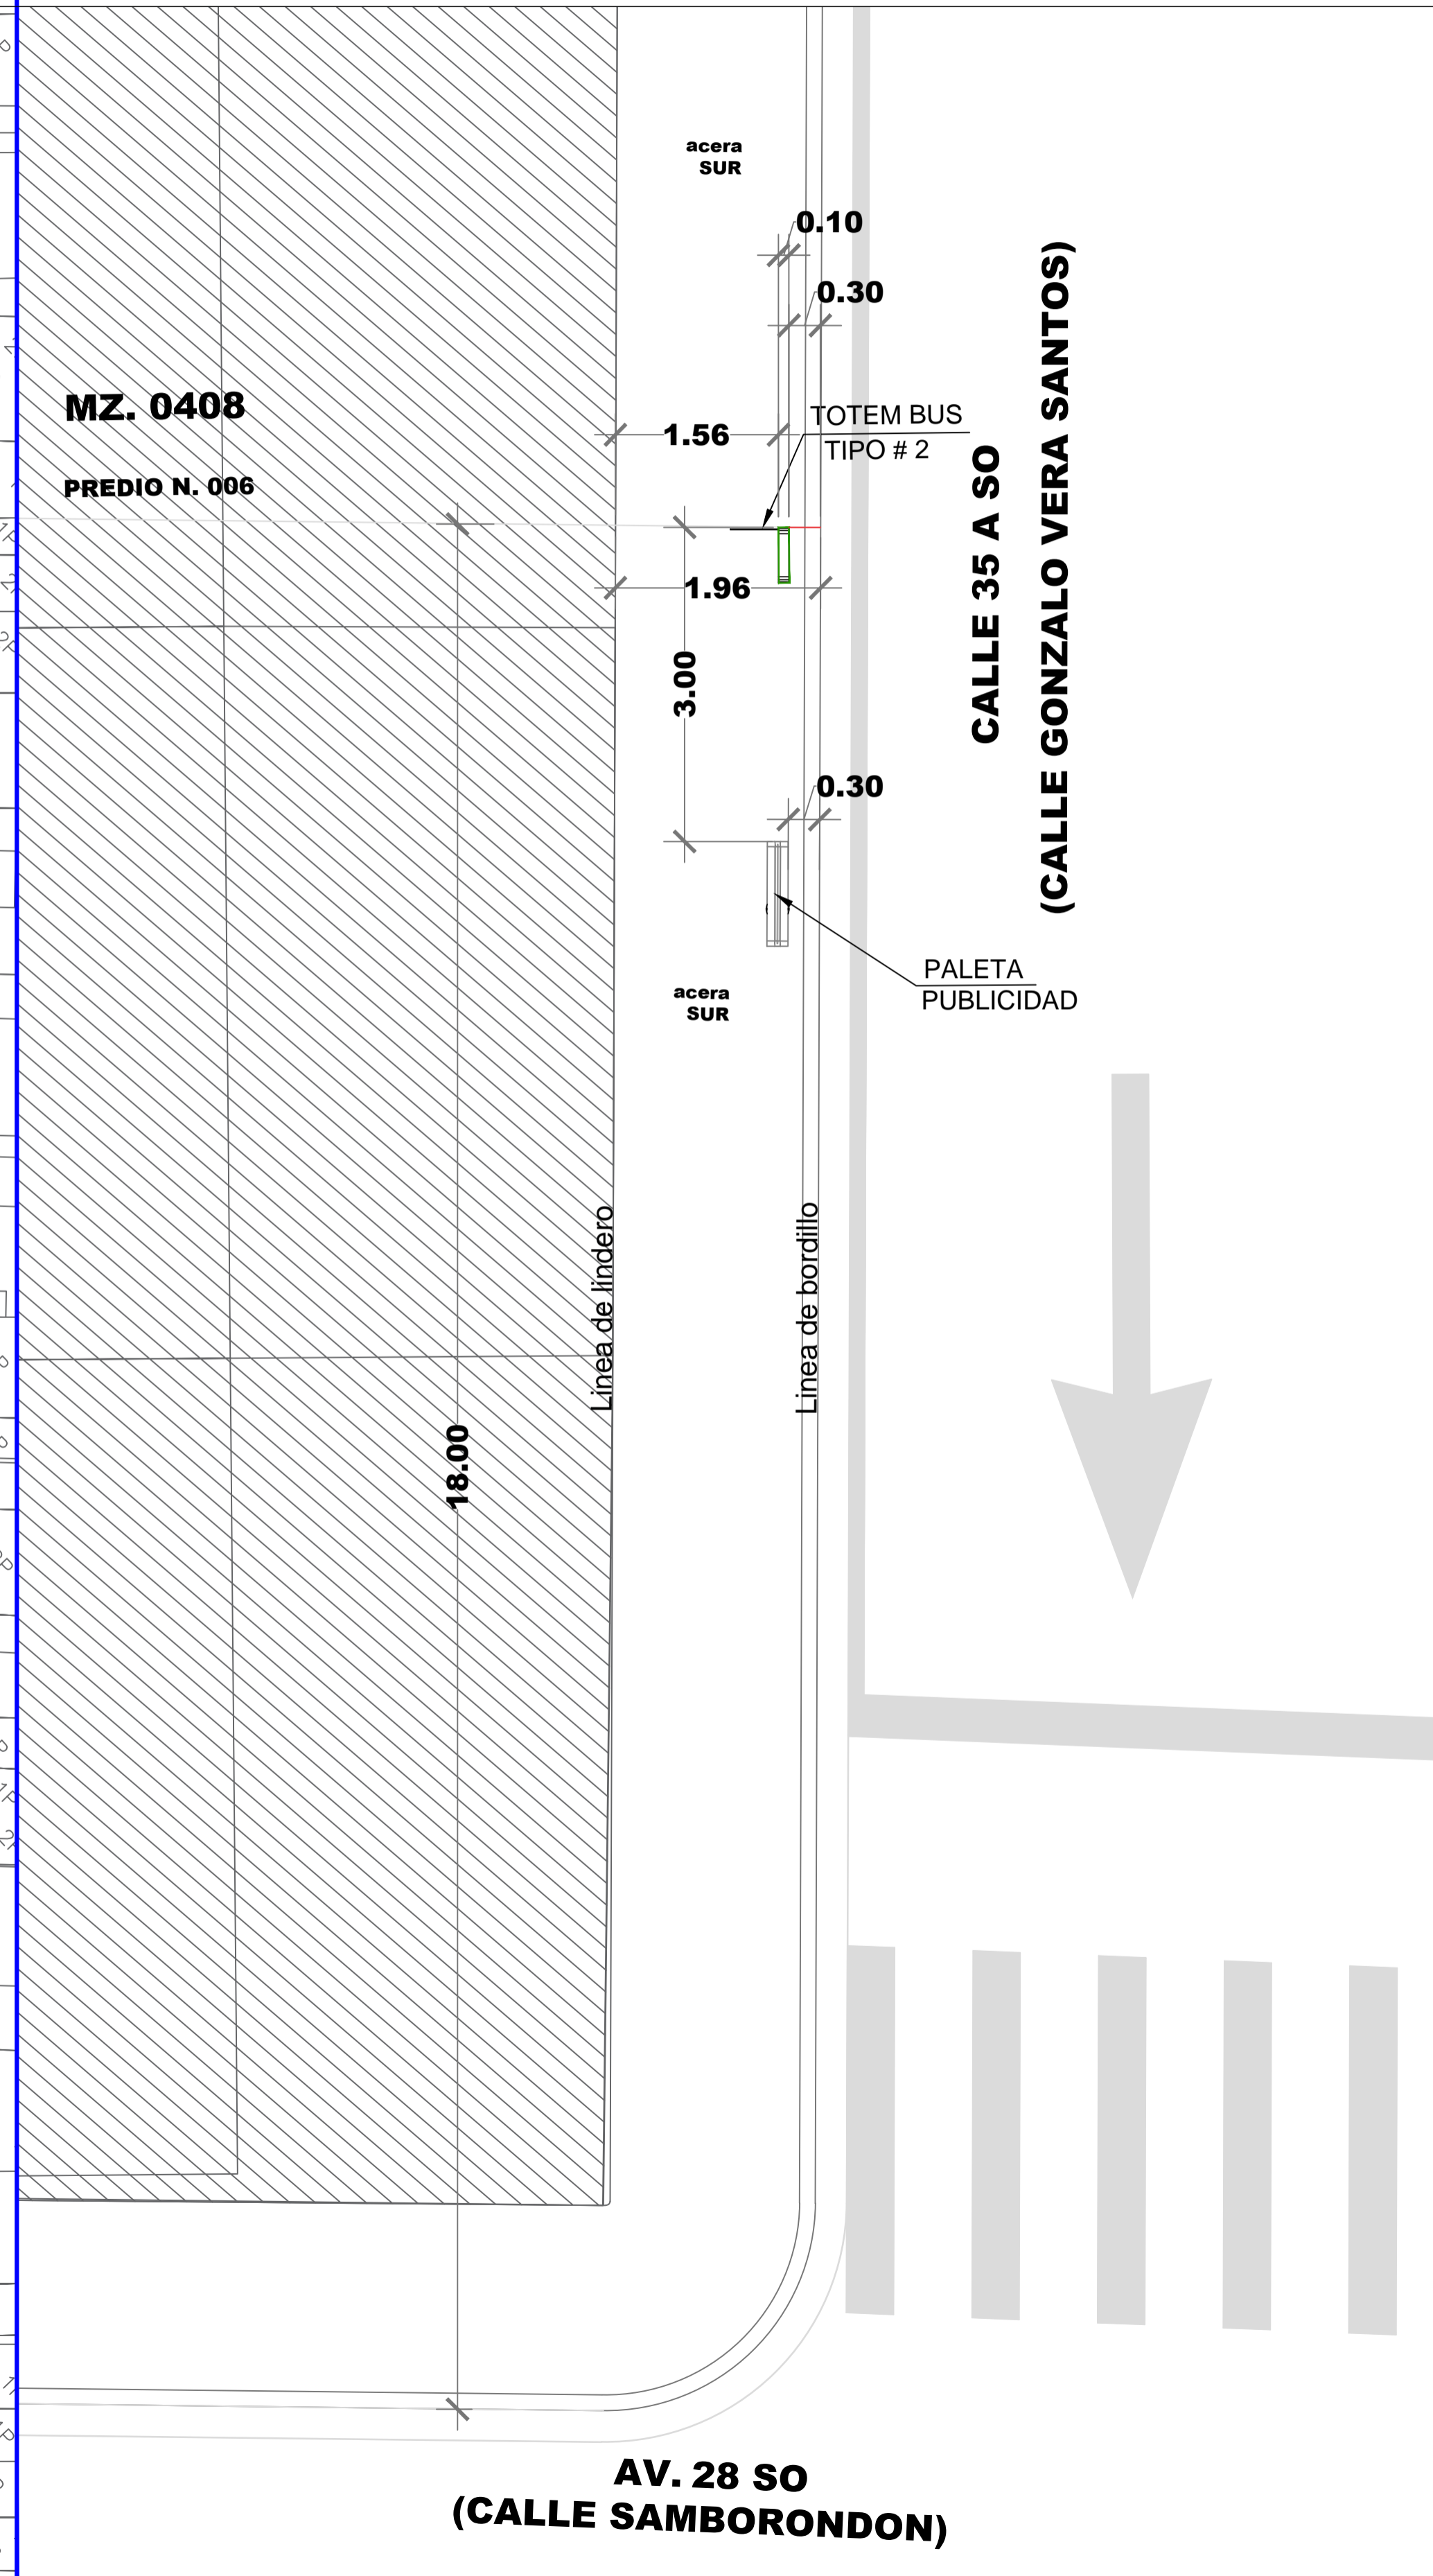 acera
SUR
0.10
0.30
MZ. 0408
TOTEM BUS
TIPO # 2
1.56
PREDIO N. 006
1.96
3.00
CALLE 35 A SO
(CALLE GONZALO VERA SANTOS)
0.30
PALETA
PUBLICIDAD
acera
SUR
Linea de lindero
Linea de bordillo
18.00
AV. 28 SO
(CALLE SAMBORONDON)